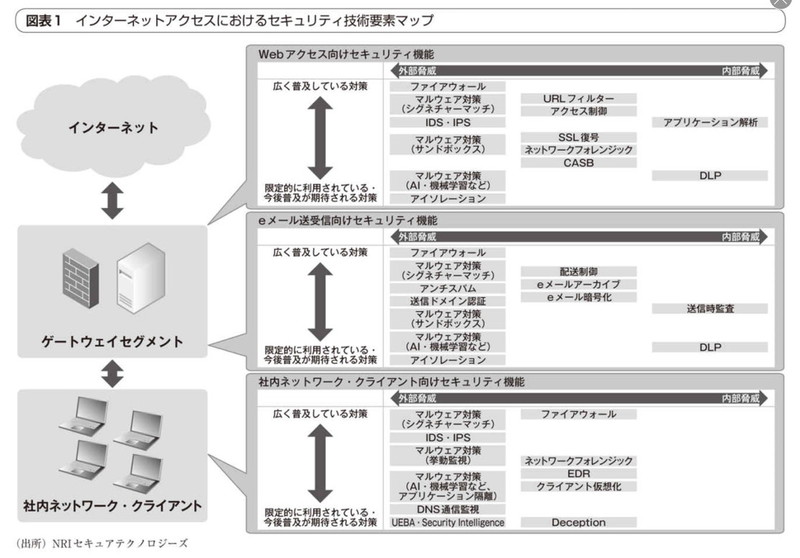 図表1 インターネットアクセスにおけるセキュリティ技術要素マップ
インターネット
ゲートウェイセグメント
社内ネットワーク・クライアント
Webアクセス向けセキュリティ機能
外部脅威
内部脅威
広く普及している対策
限定的に利用されている・
今後普及が期待される対策
ファイアウォール
マルウェア対策
(シグネチャーマッチ)
IDS・IPS
マルウェア対策
(サンドボックス)
マルウェア対策
(AI・機械学習など)
アイソレーション
URLフィルター
アクセス制御
SSL復号
ネットワークフォレンジック
CASB
アプリケーション解析
DLP
eメール送受信向けセキュリティ機能
外部脅威
内部脅威
広く普及している対策
限定的に利用されている・
今後普及が期待される対策
ファイアウォール
マルウェア対策
(シグネチャーマッチ)
アンチスパム
送信ドメイン認証
マルウェア対策
(サンドボックス)
マルウェア対策
(AI・機械学習など)
アイソレーション
配送制御
eメールアーカイブ
eメール暗号化
送信時監査
DLP
社内ネットワーク・クライアント向けセキュリティ機能
外部脅威
内部脅威
広く普及している対策
限定的に利用されている・
今後普及が期待される対策
マルウェア対策
(シグネチャーマッチ)
IDS・IPS
マルウェア対策
(挙動監視)
マルウェア対策
(AI・機械学習など、
アプリケーション隔離)
DNS通信監視
UEBA・Security Intelligence
ファイアウォール
ネットワークフォレンジック
EDR
クライアント仮想化
Deception
(出所)NRIセキュアテクノロジーズ